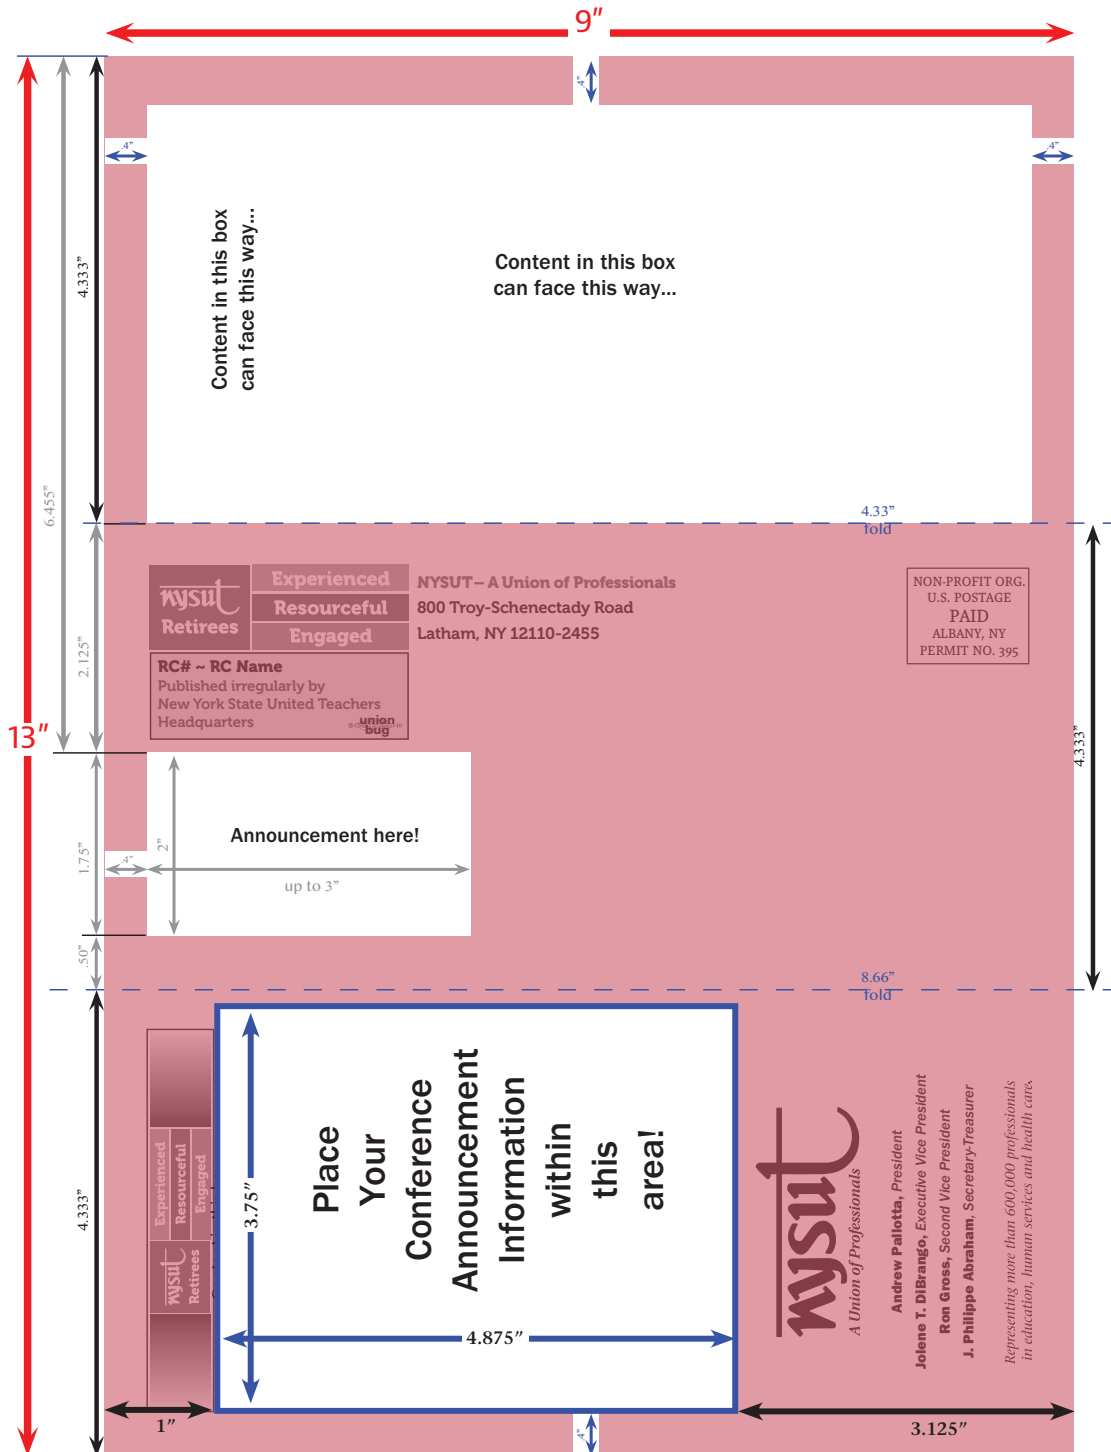 9"
.4"
.4"
.4"
Content in this box
can face this way...
Content in this box
can face this way...
4.333"
6.455"
4.33"
fold
nysut
Retirees
Experienced
Resourceful
Engaged
NYSUT – A Union of Professionals
800 Troy-Schenectady Road
Latham, NY 12110-2455
NON-PROFIT ORG.
U.S. POSTAGE
PAID
ALBANY, NY
PERMIT NO. 395
RC# ~ RC Name
Published irregularly by
New York State United Teachers
Headquarters
union
bug
2.125"
13"
4.333"
Announcement here!
1.75"
.4"
2"
up to 3"
.50"
8.66"
fold
4.333"
Experienced
Resourceful
Engaged
nysut
Retirees
3.75"
Place
Your
Conference
Announcement
Information
within
this
area!
4.875"
nysut
A Union of Professionals
Andrew Pallotta, President
Jolene T. DiBrango, Executive Vice President
Ron Gross, Second Vice President
J. Philippe Abraham, Secretary-Treasurer
Representing more than 600,000 professionals
in education, human services and health care.
1"
.4"
3.125"